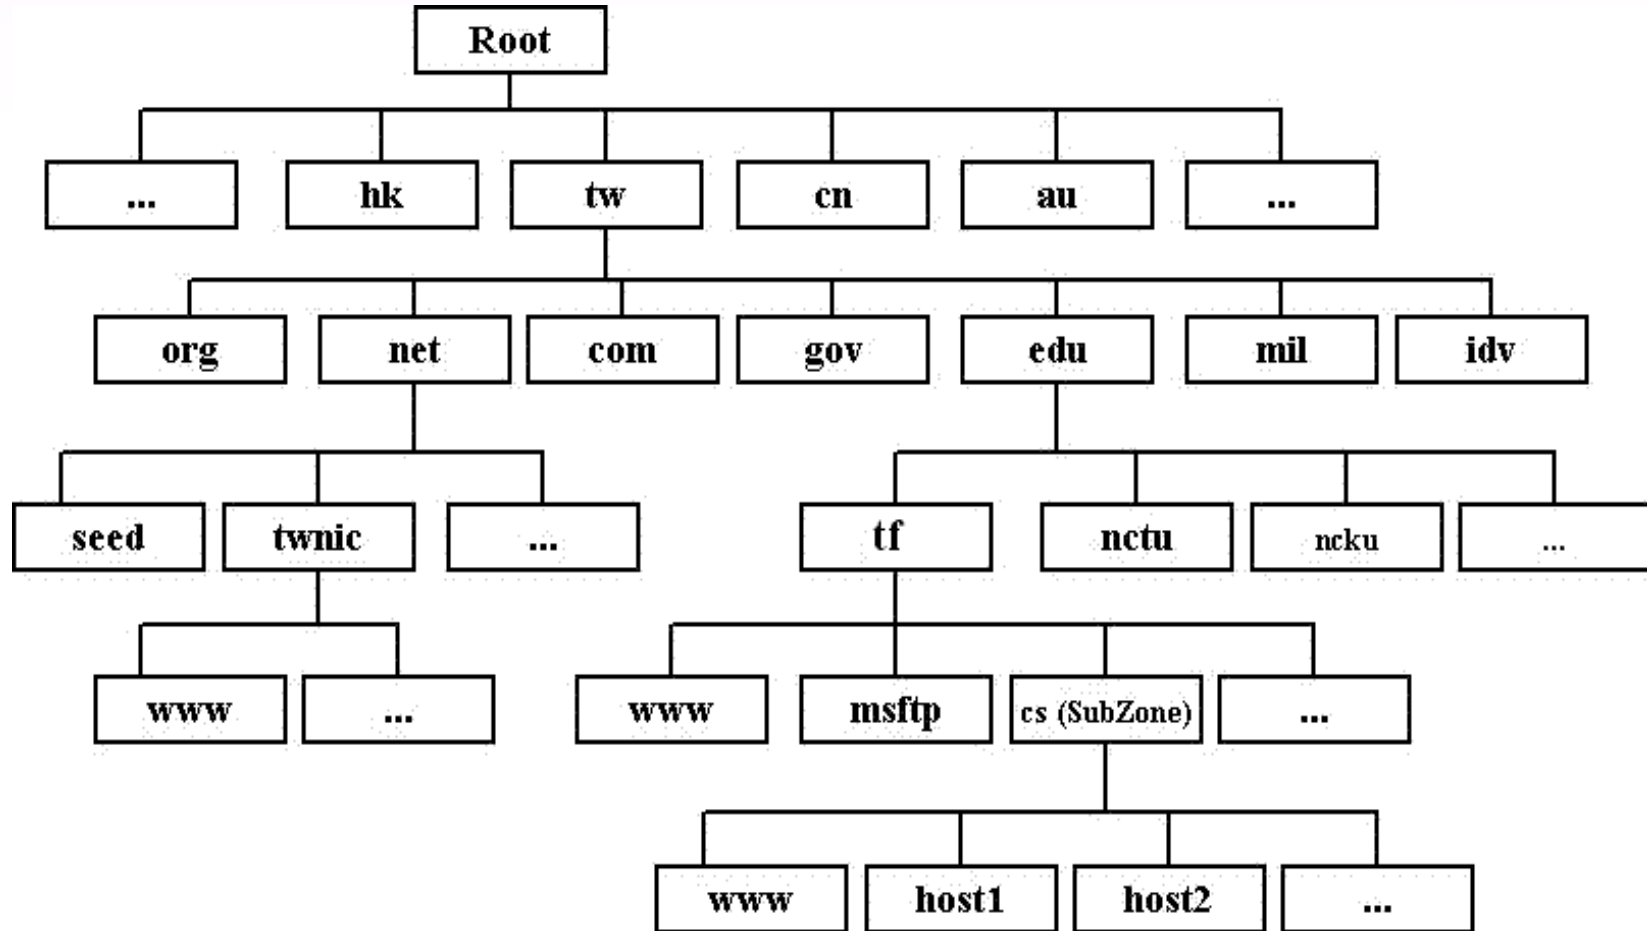 Root
... hk tw cn au ...
org net com gov edu mil idv
seed twnic ... tf nctu ncku ...
www ... www msftp cs (SubZone) ...
www host1 host2 ...